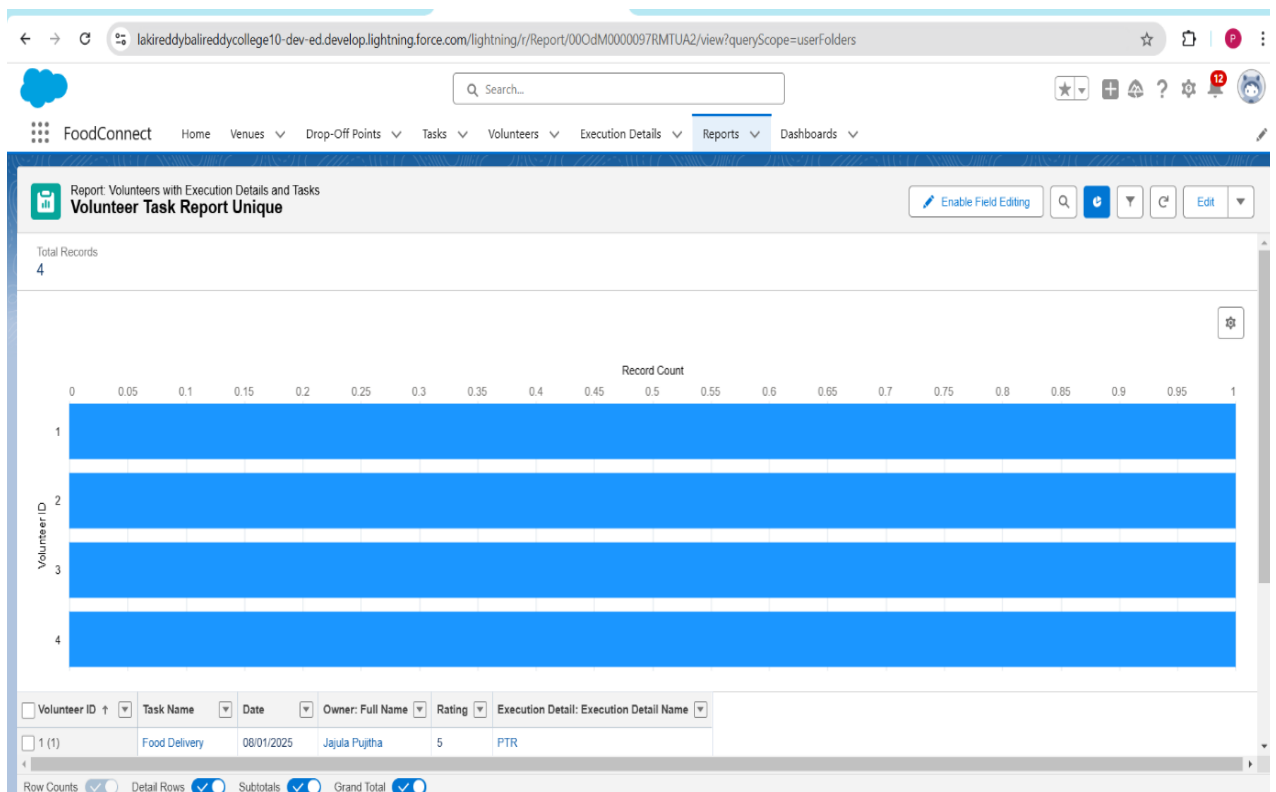 lakireddybalireddycollege10-dev-ed.develop.lightning.force.com/lightning/r/Report/00OdM0000097RMTUA2/view?queryScope=userFolders
P
Search...
12
FoodConnect Home Venues Drop-Off Points Tasks Volunteers Execution Details Reports Dashboards
Report: Volunteers with Execution Details and Tasks
Volunteer Task Report Unique
Enable Field Editing
Edit
Total Records
4
Record Count
0 0.05 0.1 0.15 0.2 0.25 0.3 0.35 0.4 0.45 0.5 0.55 0.6 0.65 0.7 0.75 0.8 0.85 0.9 0.95 1
Volunteer ID
1
2
3
4
Volunteer ID ↑ Task Name Date Owner: Full Name Rating Execution Detail: Execution Detail Name
1 (1) Food Delivery 08/01/2025 Jajula Pujitha 5 PTR
Row Counts Detail Rows Subtotals Grand Total